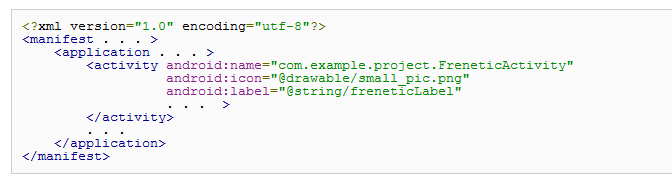 <?xml version="1.0" encoding="utf-8"?>
<manifest . . . >
    <application . . . >
        <activity android:name="com.example.project.FreneticActivity"
                  android:icon="@drawable/small_pic.png"
                  android:label="@string/freneticLabel"
                  . . .  >
        </activity>
        . . .
    </application>
</manifest>